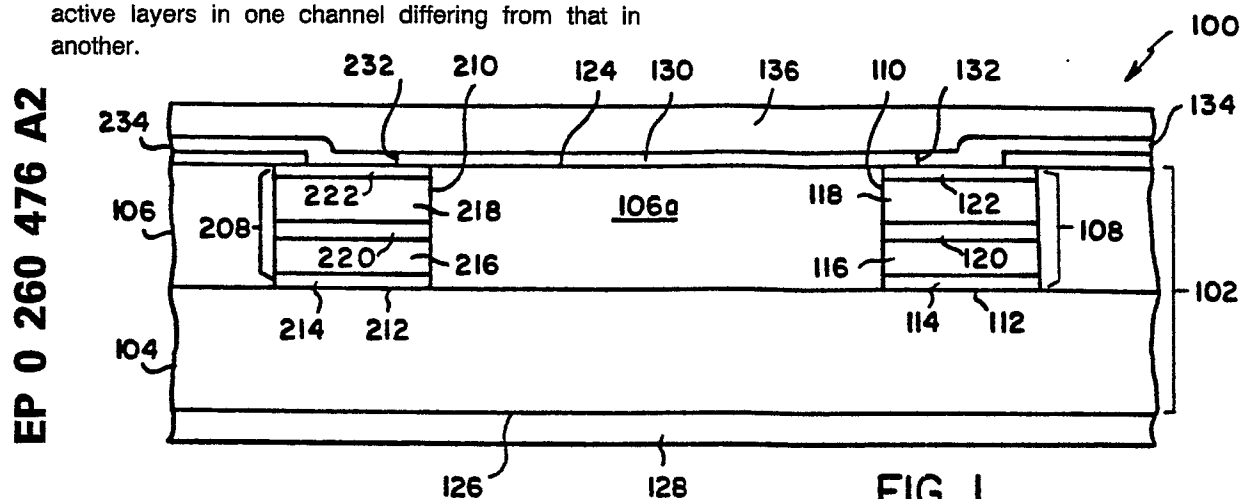 active layers in one channel differing from that in
another.
EP 0 260 476 A2
100
232 210 124 130 136 110 132
234 134
222 118 122
106 218 106a
208 108
220 216 116 120
102
214 212 114 112
104
126 128 FIG. 1